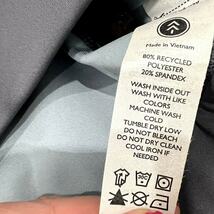 Made in Vietnam
80% RECYCLED
POLYESTER
20% SPANDEX
WASH INSIDE OUT
WASH WITH LIKE
COLORS
MACHINE WASH
COLD
TUMBLE DRY LOW
DO NOT BLEACH
DO NOT DRY CLEAN
COOL IRON IF
NEEDED